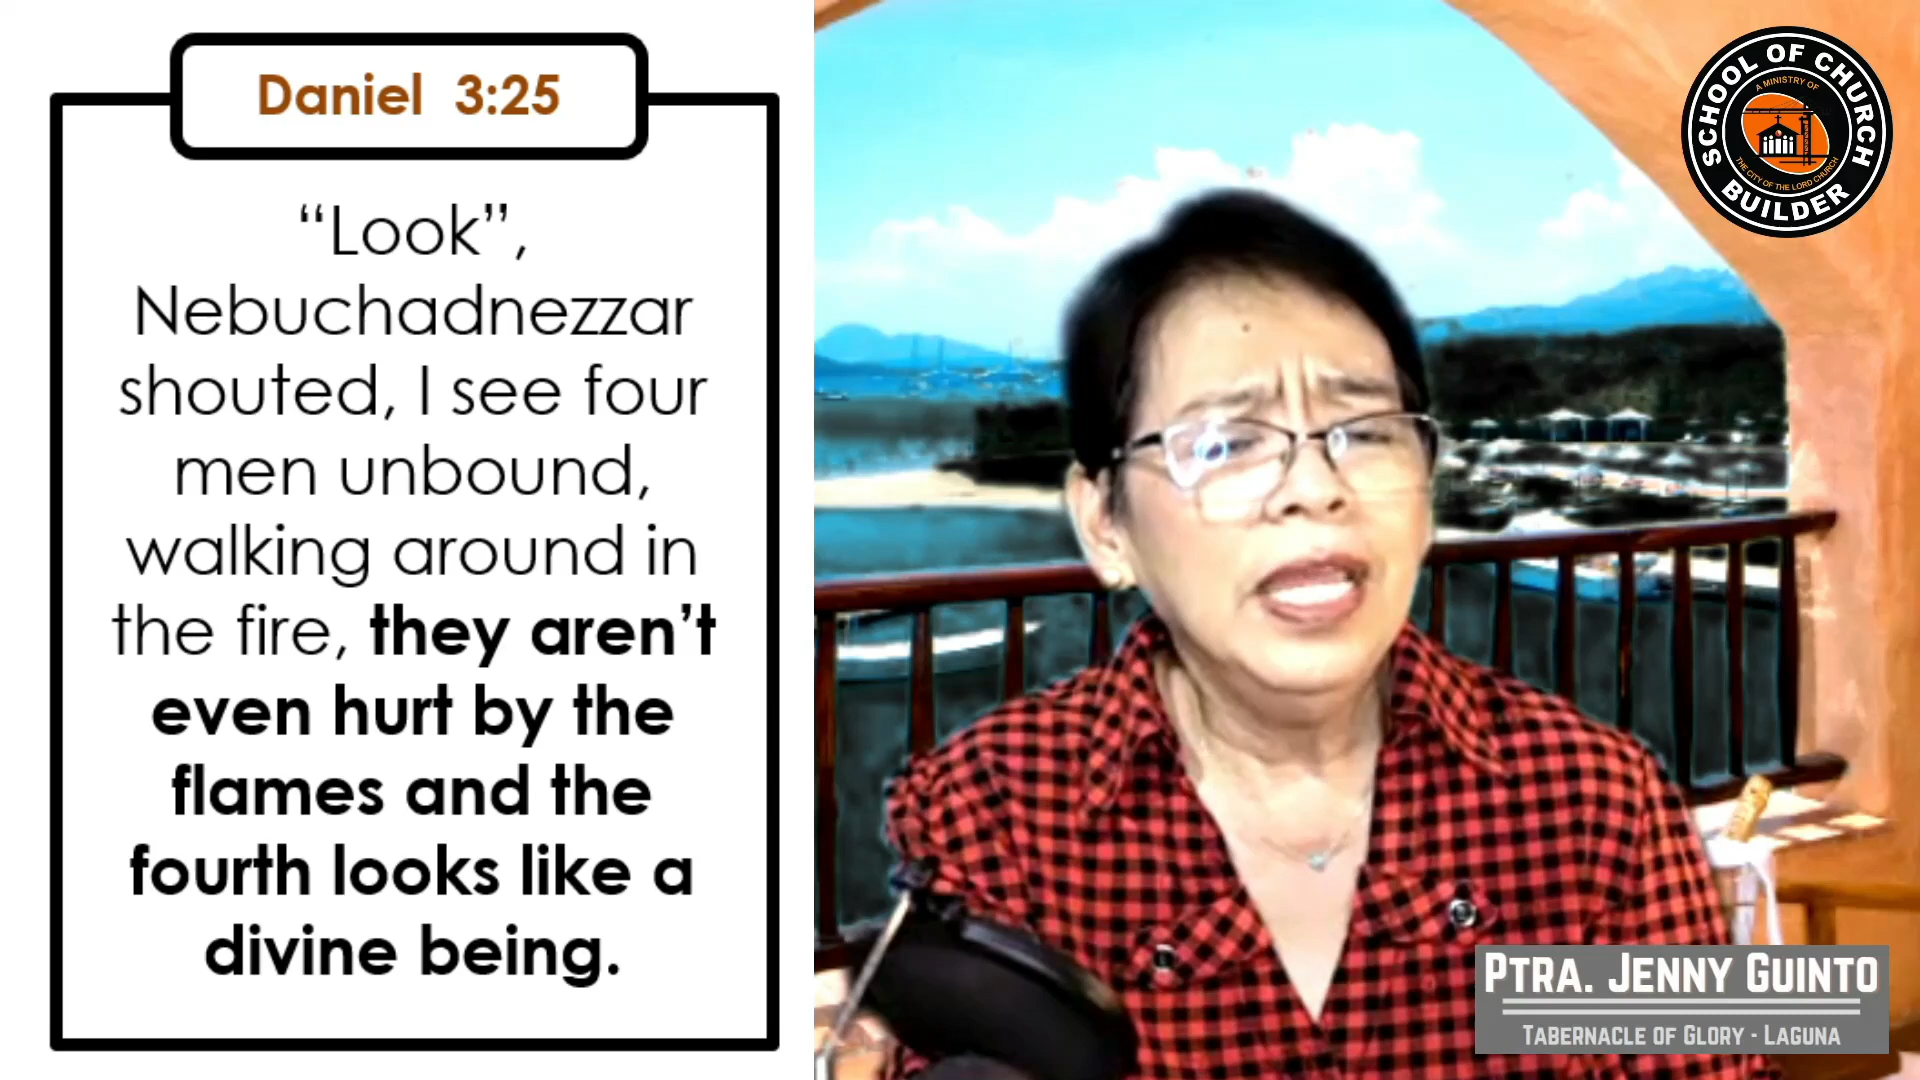 Daniel 3:25
“Look”,
Nebuchadnezzar
shouted, I see four
men unbound,
walking around in
the fire, they aren’t
even hurt by the
flames and the
fourth looks like a
divine being.
SCHOOL OF CHURCH
A MINISTRY OF
THE CITY OF THE LORD CHURCH
BUILDER
PTRA. JENNY GUINTO
TABERNACLE OF GLORY - LAGUNA